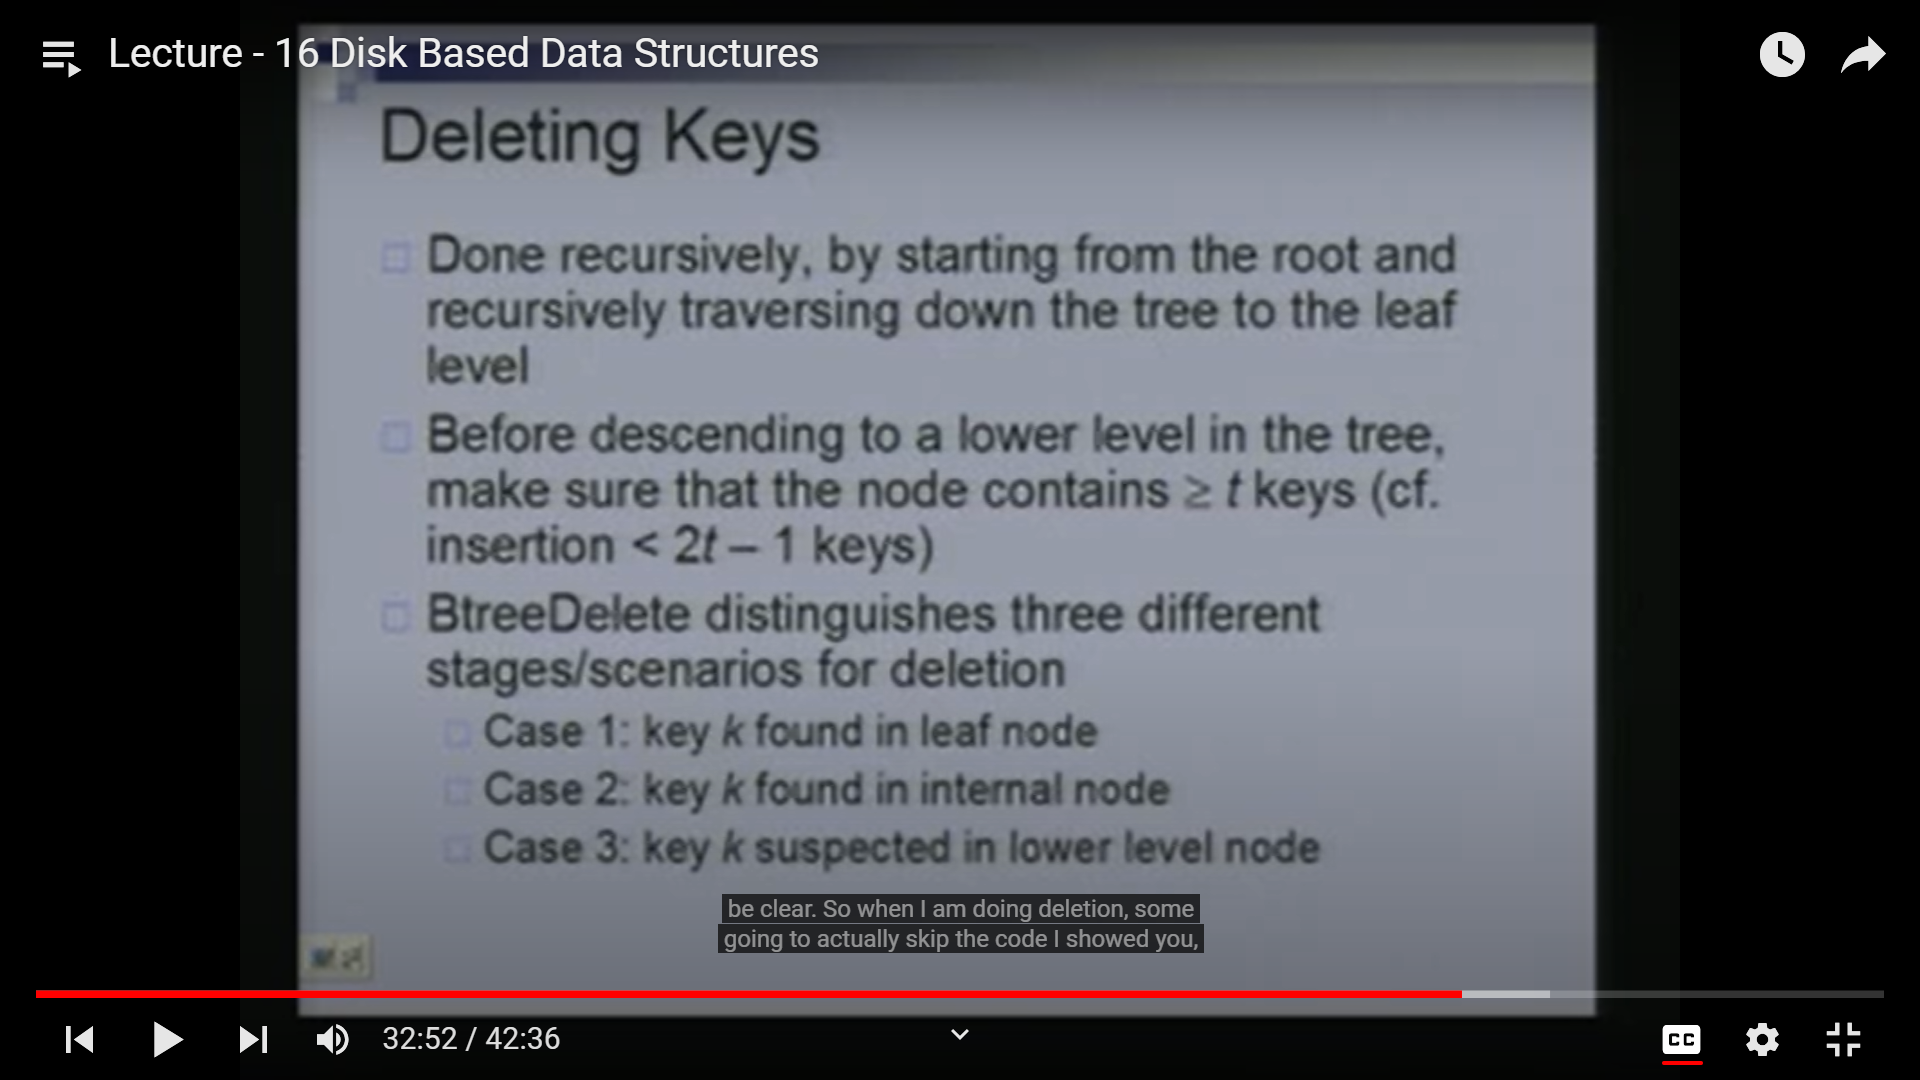 Lecture - 16 Disk Based Data Structures
Deleting Keys
Done recursively, by starting from the root and
recursively traversing down the tree to the leaf
level
Before descending to a lower level in the tree,
make sure that the node contains ≥ t keys (cf.
insertion < 2t – 1 keys)
BtreeDelete distinguishes three different
stages/scenarios for deletion
Case 1: key k found in leaf node
Case 2: key k found in internal node
Case 3: key k suspected in lower level node
be clear. So when I am doing deletion, some
going to actually skip the code I showed you,
32:52 / 42:36
CC